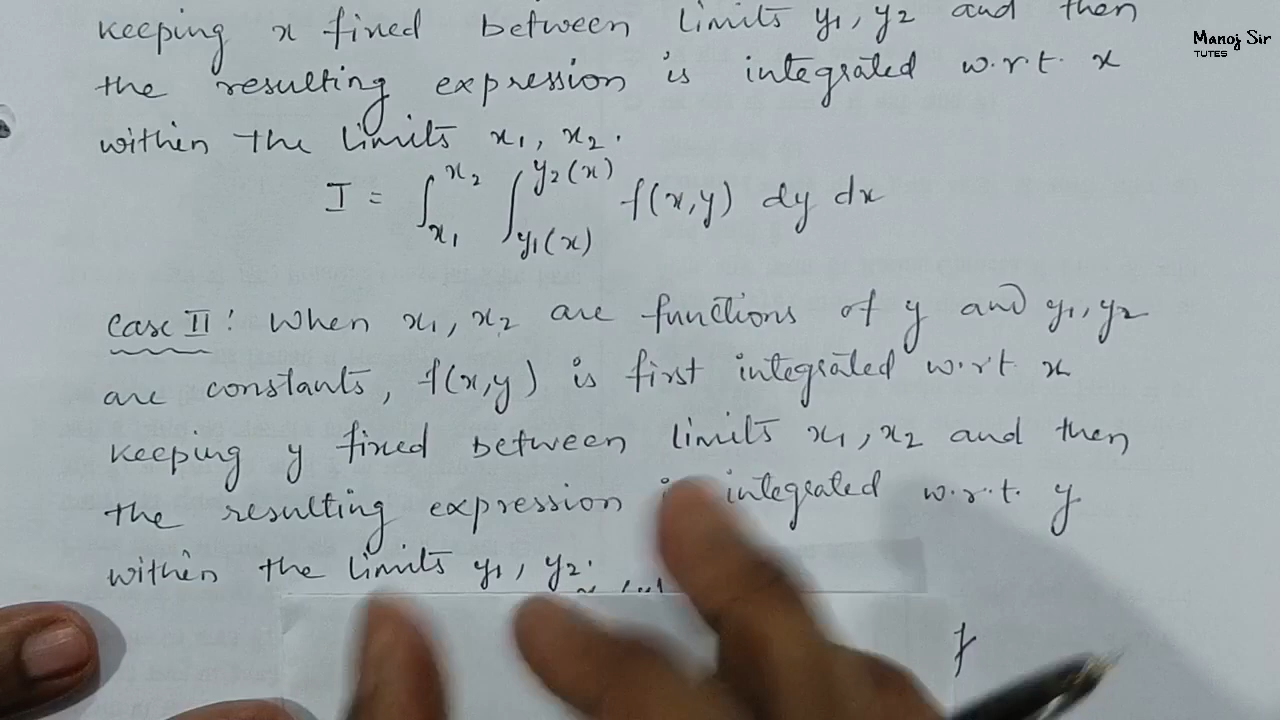 keeping x fixed between limits y₁, y₂ and then
Manoj Sir
TUTES
the resulting expression is integrated w.r.t. x
within the limits x₁, x₂.
I = ∫_{x₁}^{x₂} ∫_{y₁(x)}^{y₂(x)} f(x,y) dy dx
Case II : When x₁, x₂ are functions of y and y₁, y₂
are constants, f(x,y) is first integrated w.r.t x
keeping y fixed between limits x₁, x₂ and then
the resulting expression integrated w.r.t. y
within the limits y₁, y₂.